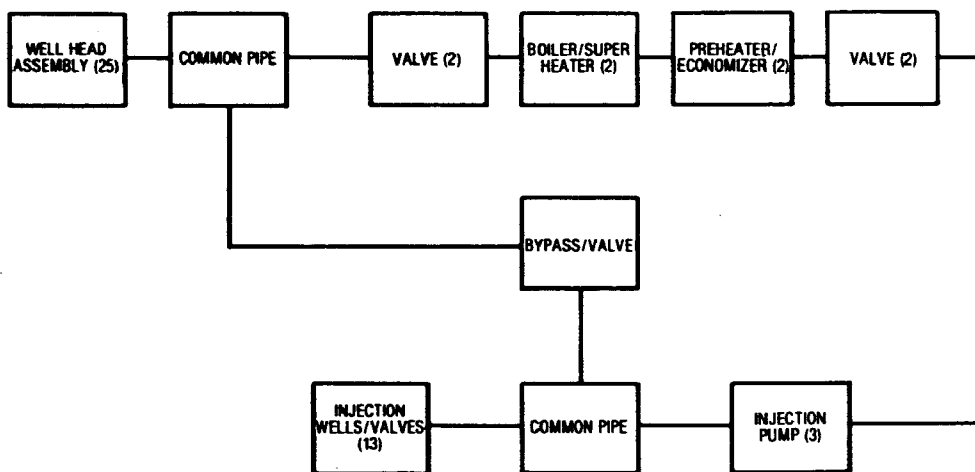 WELL HEAD
ASSEMBLY (25)
COMMON PIPE
VALVE (2)
BOILER/SUPER
HEATER (2)
PREHEATER/
ECONOMIZER (2)
VALVE (2)
BYPASS/VALVE
INJECTION
WELLS/VALVES
(13)
COMMON PIPE
INJECTION
PUMP (3)